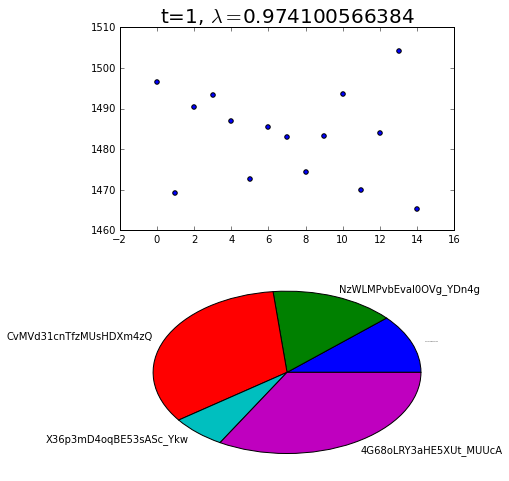 t=1, λ=0.974100566384
1510
1500
1490
1480
1470
1460
−2 0 2 4 6 8 10 12 14 16
NzWLMPvbEval0OVg_YDn4g
CvMVd31cnTfzMUsHDXm4zQ
X36p3mD4oqBE53sASc_Ykw
4G68oLRY3aHE5XUt_MUUcA